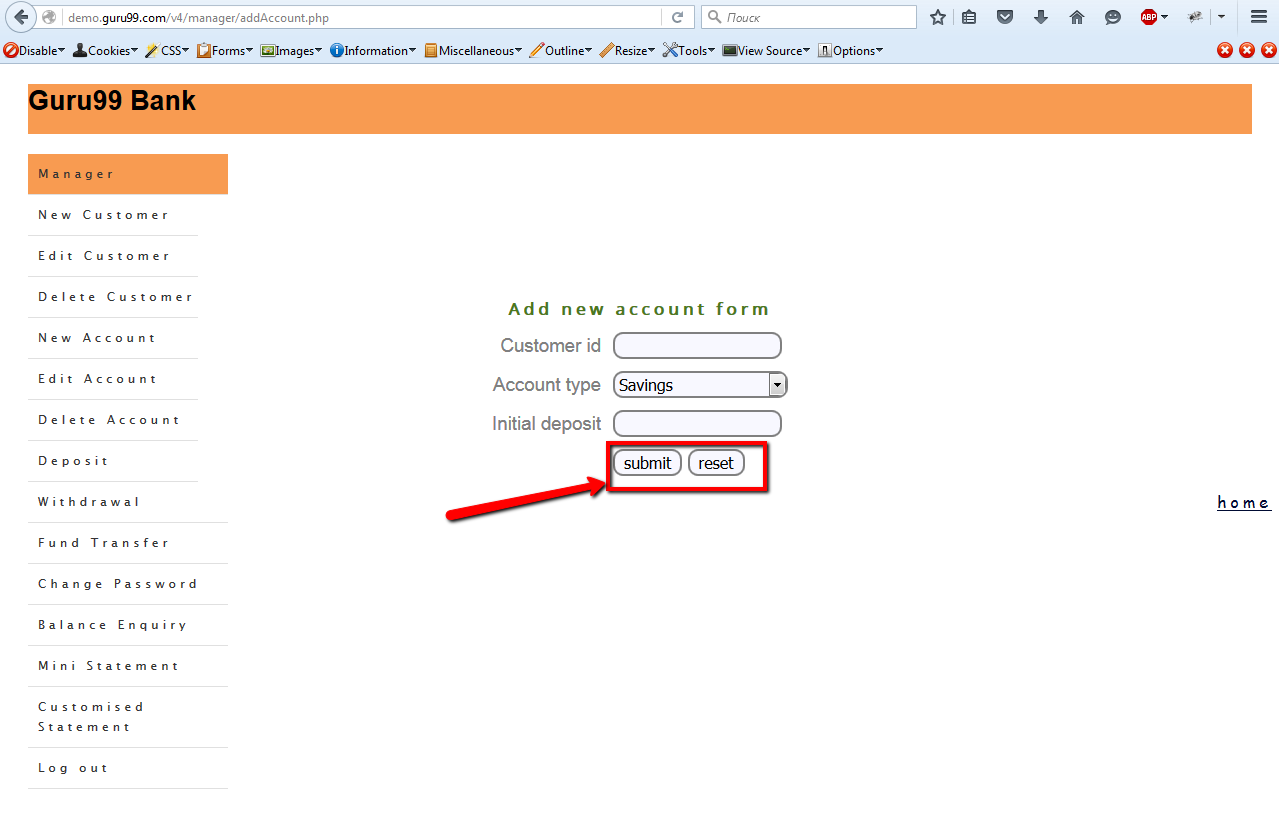 demo.guru99.com/v4/manager/addAccount.php
Поиск
ABP
Disable Cookies CSS Forms Images Information Miscellaneous Outline Resize Tools View Source Options
Guru99 Bank
Manager
New Customer
Edit Customer
Delete Customer
New Account
Edit Account
Delete Account
Deposit
Withdrawal
Fund Transfer
Change Password
Balance Enquiry
Mini Statement
Customised
Statement
Log out
Add new account form
Customer id
Account type Savings
Initial deposit
submit reset
home